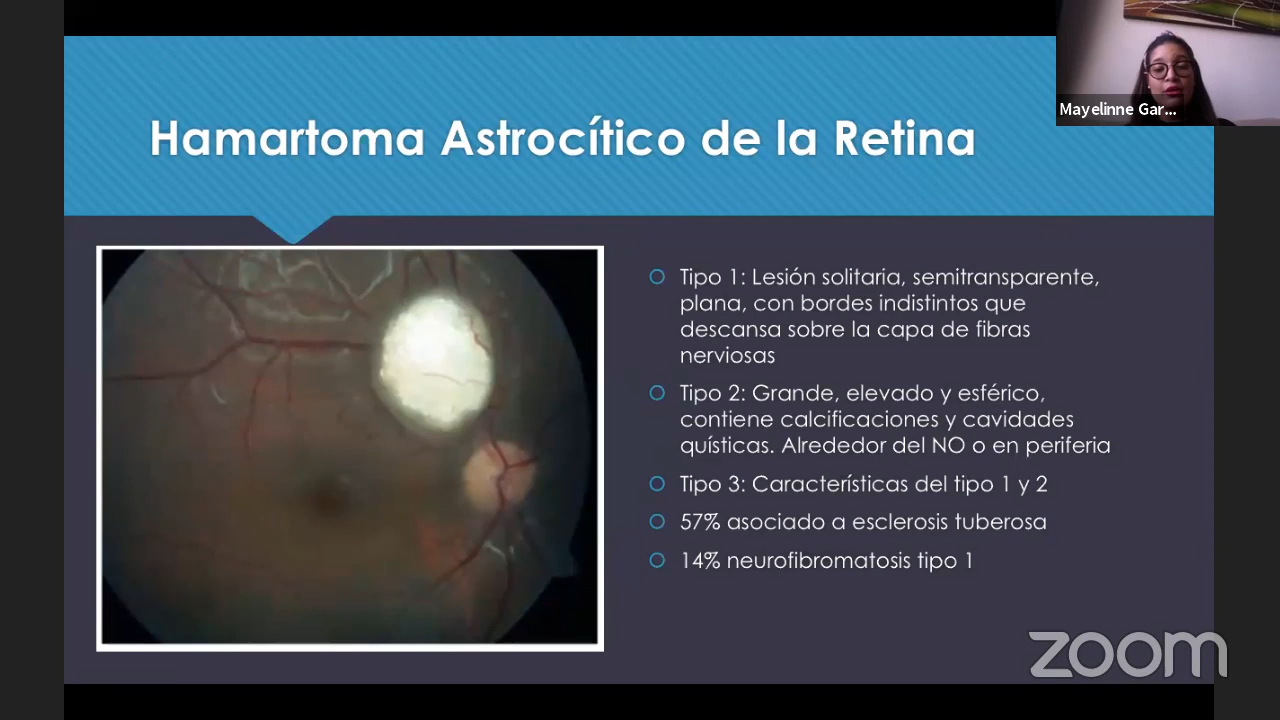 Mayelinne Gar...
Hamartoma Astrocítico de la Retina
Tipo 1: Lesión solitaria, semitransparente,
plana, con bordes indistintos que
descansa sobre la capa de fibras
nerviosas
Tipo 2: Grande, elevado y esférico,
contiene calcificaciones y cavidades
quísticas. Alrededor del NO o en periferia
Tipo 3: Características del tipo 1 y 2
57% asociado a esclerosis tuberosa
14% neurofibromatosis tipo 1
zoom